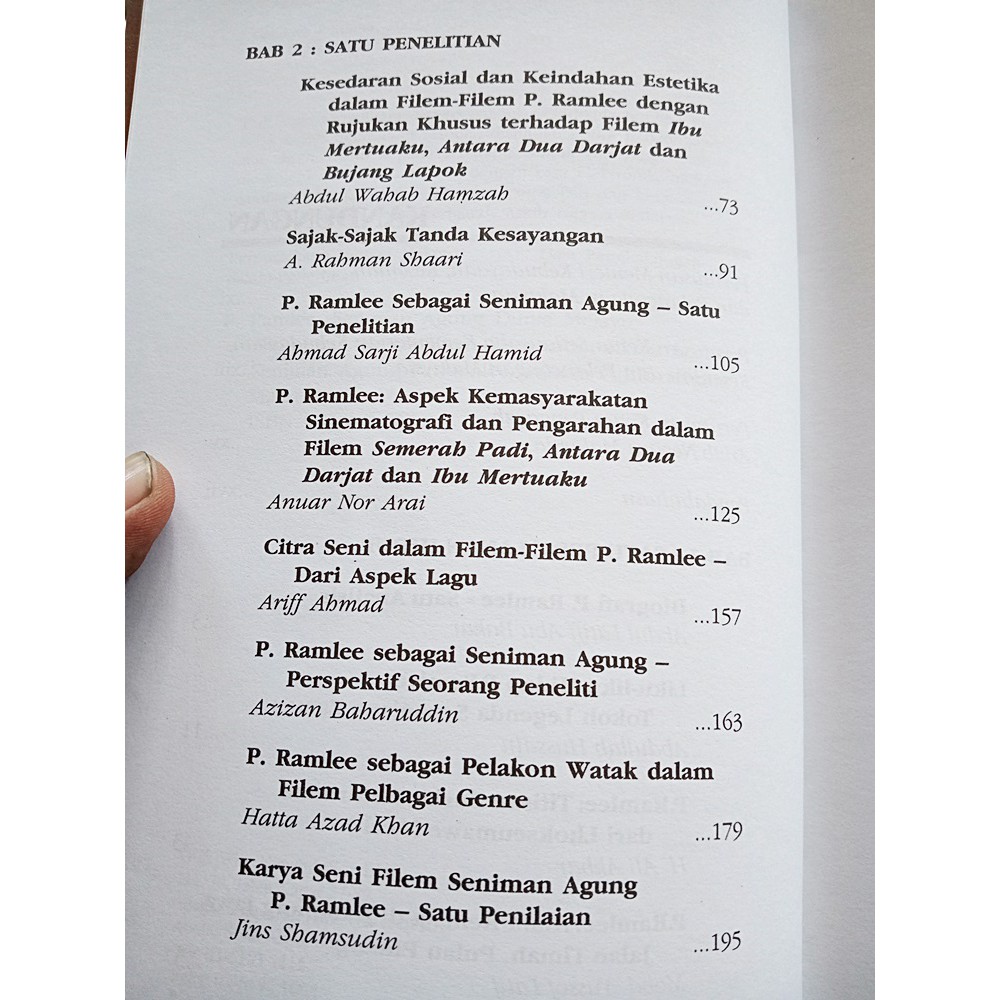 BAB 2 : SATU PENELITIAN
Kesedaran Sosial dan Keindahan Estetika
dalam Filem-Filem P. Ramlee dengan
Rujukan Khusus terhadap Filem Ibu
Mertuaku, Antara Dua Darjat dan
Bujang Lapok
Abdul Wahab Hamzah ...73
Sajak-Sajak Tanda Kesayangan
A. Rahman Shaari ...91
P. Ramlee Sebagai Seniman Agung – Satu
Penelitian
Ahmad Sarji Abdul Hamid ...105
P. Ramlee: Aspek Kemasyarakatan
Sinematografi dan Pengarahan dalam
Filem Semerah Padi, Antara Dua
Darjat dan Ibu Mertuaku
Anuar Nor Arai ...125
Citra Seni dalam Filem-Filem P. Ramlee –
Dari Aspek Lagu
Ariff Ahmad ...157
P. Ramlee sebagai Seniman Agung –
Perspektif Seorang Peneliti
Azizan Baharuddin ...163
P. Ramlee sebagai Pelakon Watak dalam
Filem Pelbagai Genre
Hatta Azad Khan ...179
Karya Seni Filem Seniman Agung
P. Ramlee – Satu Penilaian
Jins Shamsudin ...195